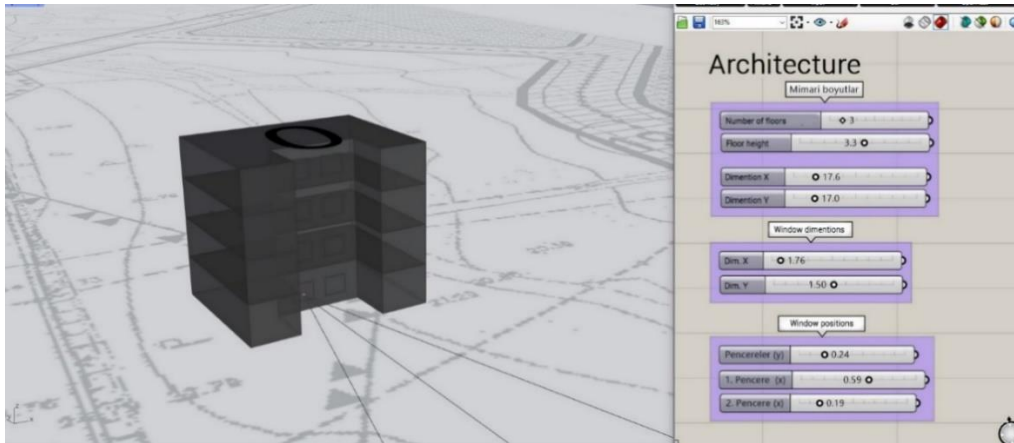 163%
Architecture
Mimari boyutlar
Number of floors 3
Floor height 3.3
Dimention X 17.6
Dimention Y 17.0
Window dimentions
Dim. X 1.76
Dim. Y 1.50
Window positions
Pencereler (y) 0.24
1. Pencere (x) 0.59
2. Pencere (x) 0.19